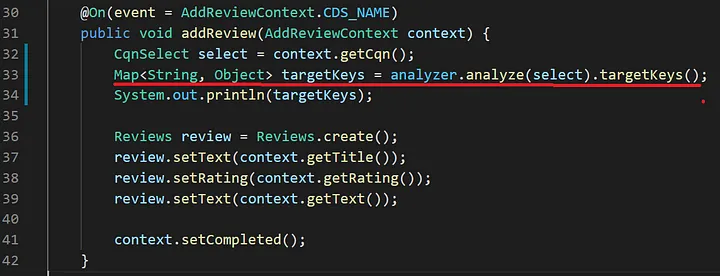 30 @On(event = AddReviewContext.CDS_NAME)
31 public void addReview(AddReviewContext context) {
32 CqnSelect select = context.getCqn();
33 Map<String, Object> targetKeys = analyzer.analyze(select).targetKeys();
34 System.out.println(targetKeys);
35
36 Reviews review = Reviews.create();
37 review.setText(context.getTitle());
38 review.setRating(context.getRating());
39 review.setText(context.getText());
40
41 context.setCompleted();
42 }